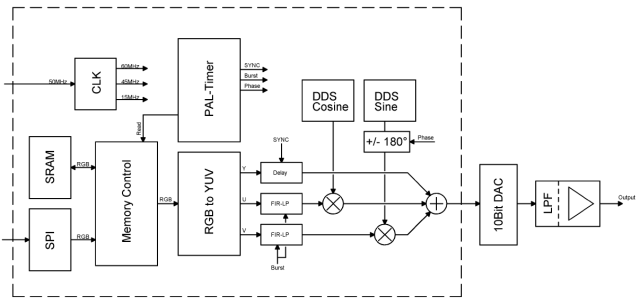 50MHz
CLK
60MHz
45MHz
15MHz
PAL-Timer
SYNC
Burst
Phase
DDS
Cosine
DDS
Sine
+/- 180°
Phase
Read
SRAM
RGB
SPI
RGB
Memory Control
RGB
RGB to YUV
Y
U
V
SYNC
Delay
FIR-LP
FIR-LP
Burst
10Bit DAC
LPF
Output